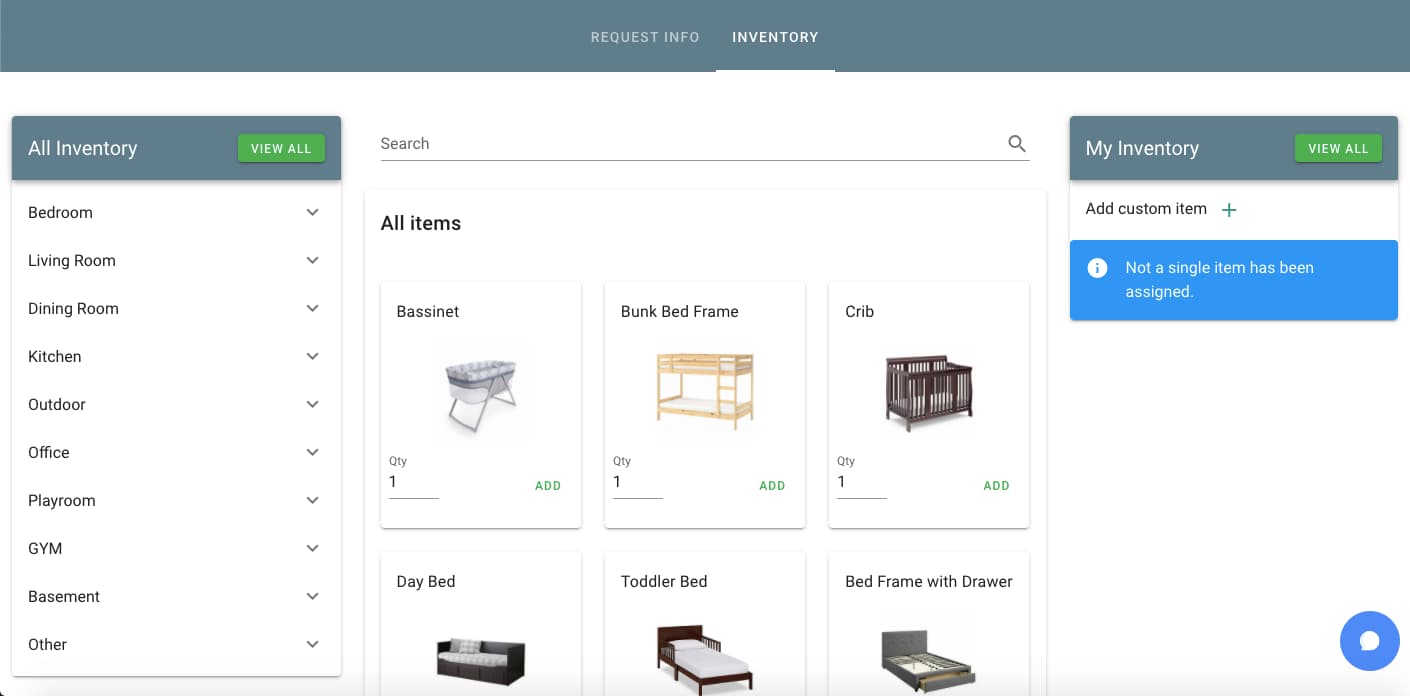 REQUEST INFO
INVENTORY
All Inventory
VIEW ALL
Bedroom
Living Room
Dining Room
Kitchen
Outdoor
Office
Playroom
GYM
Basement
Other
Search
All items
Bassinet
Qty
1
ADD
Bunk Bed Frame
Qty
1
ADD
Crib
Qty
1
ADD
Day Bed
Toddler Bed
Bed Frame with Drawer
My Inventory
VIEW ALL
Add custom item
Not a single item has been
assigned.